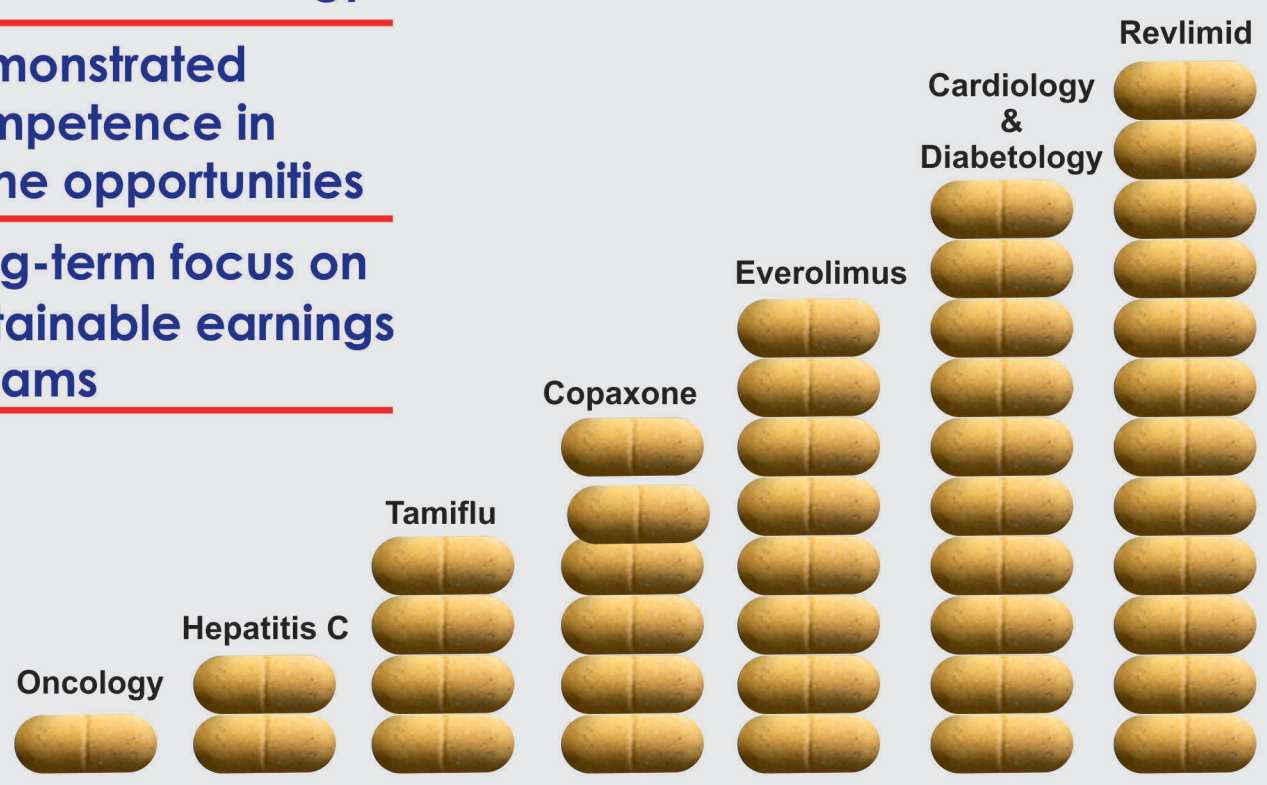 monstrated
mpetence in
ne opportunities
g-term focus on
tainable earnings
ams
Revlimid
Cardiology
&
Diabetology
Everolimus
Copaxone
Tamiflu
Hepatitis C
Oncology